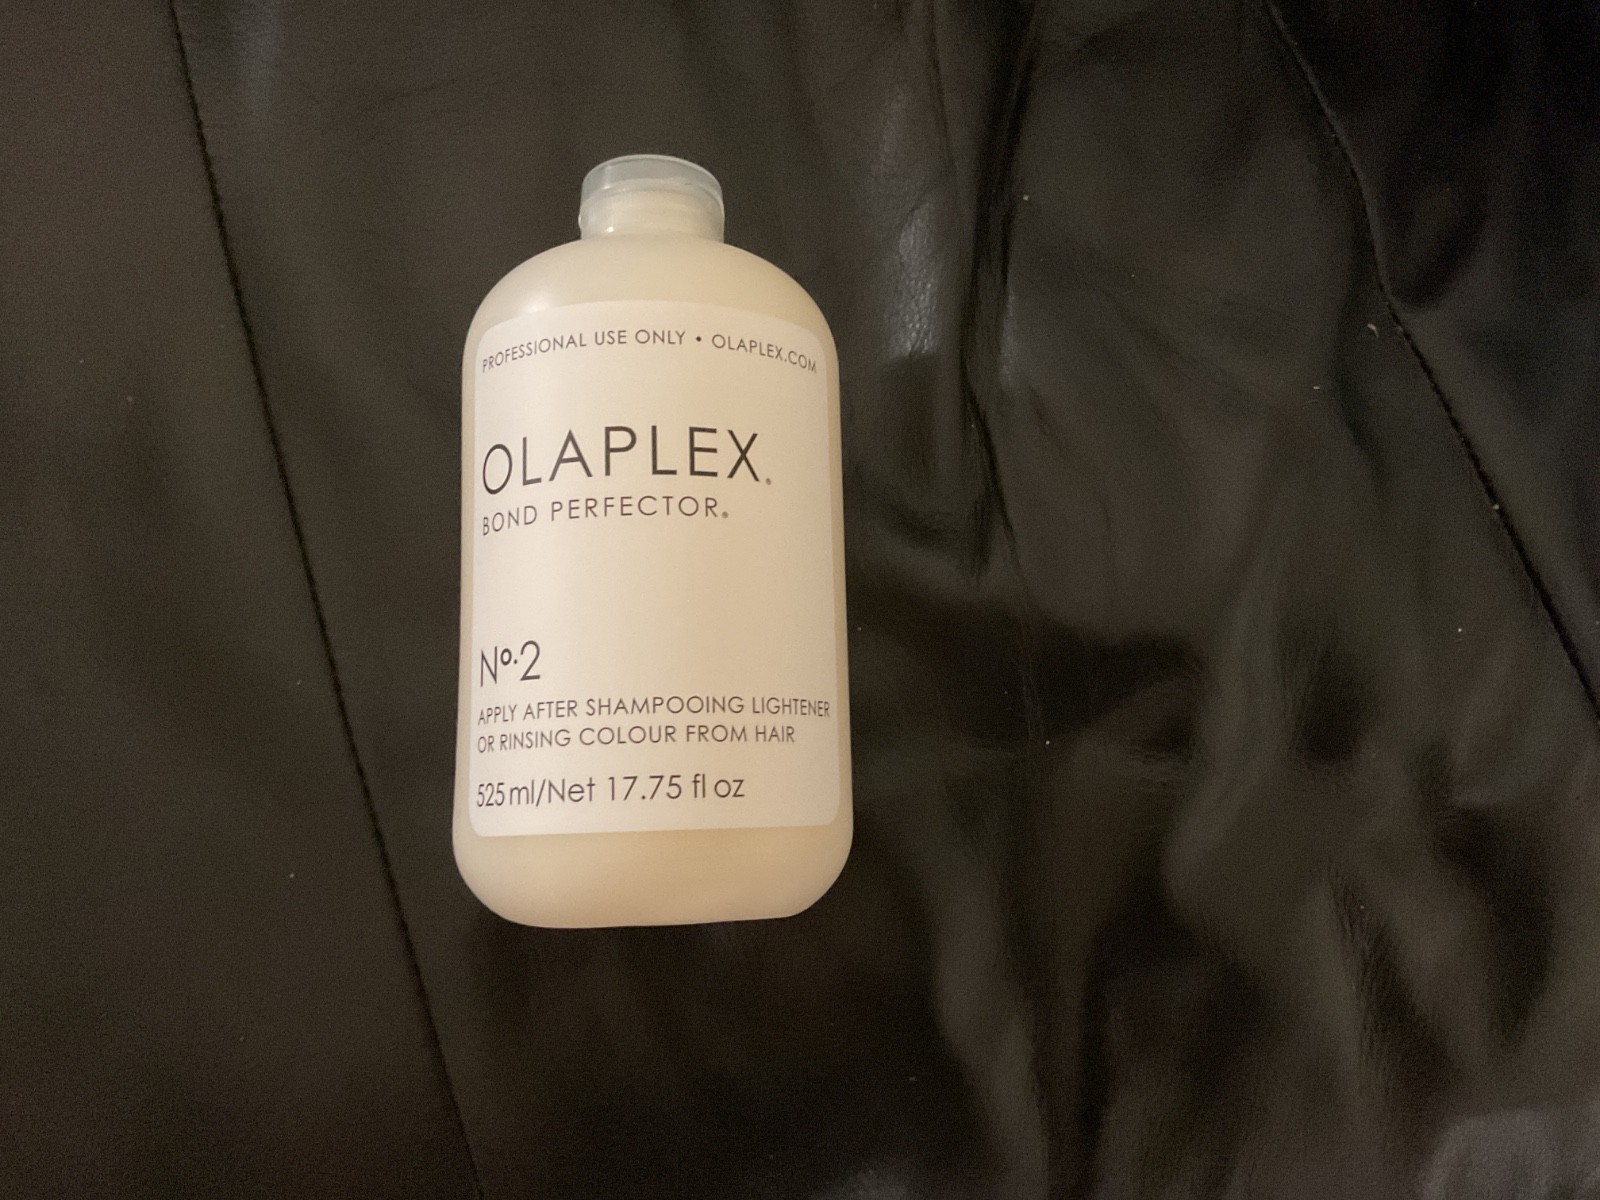 PROFESSIONAL USE ONLY • OLAPLEX.COM
OLAPLEX®
BOND PERFECTOR®
Nº.2
APPLY AFTER SHAMPOOING LIGHTENER
OR RINSING COLOUR FROM HAIR
525ml/Net 17.75 fl oz